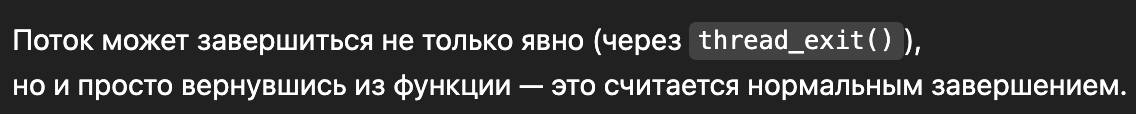 Поток может завершиться не только явно (через thread_exit()),
но и просто вернувшись из функции — это считается нормальным завершением.